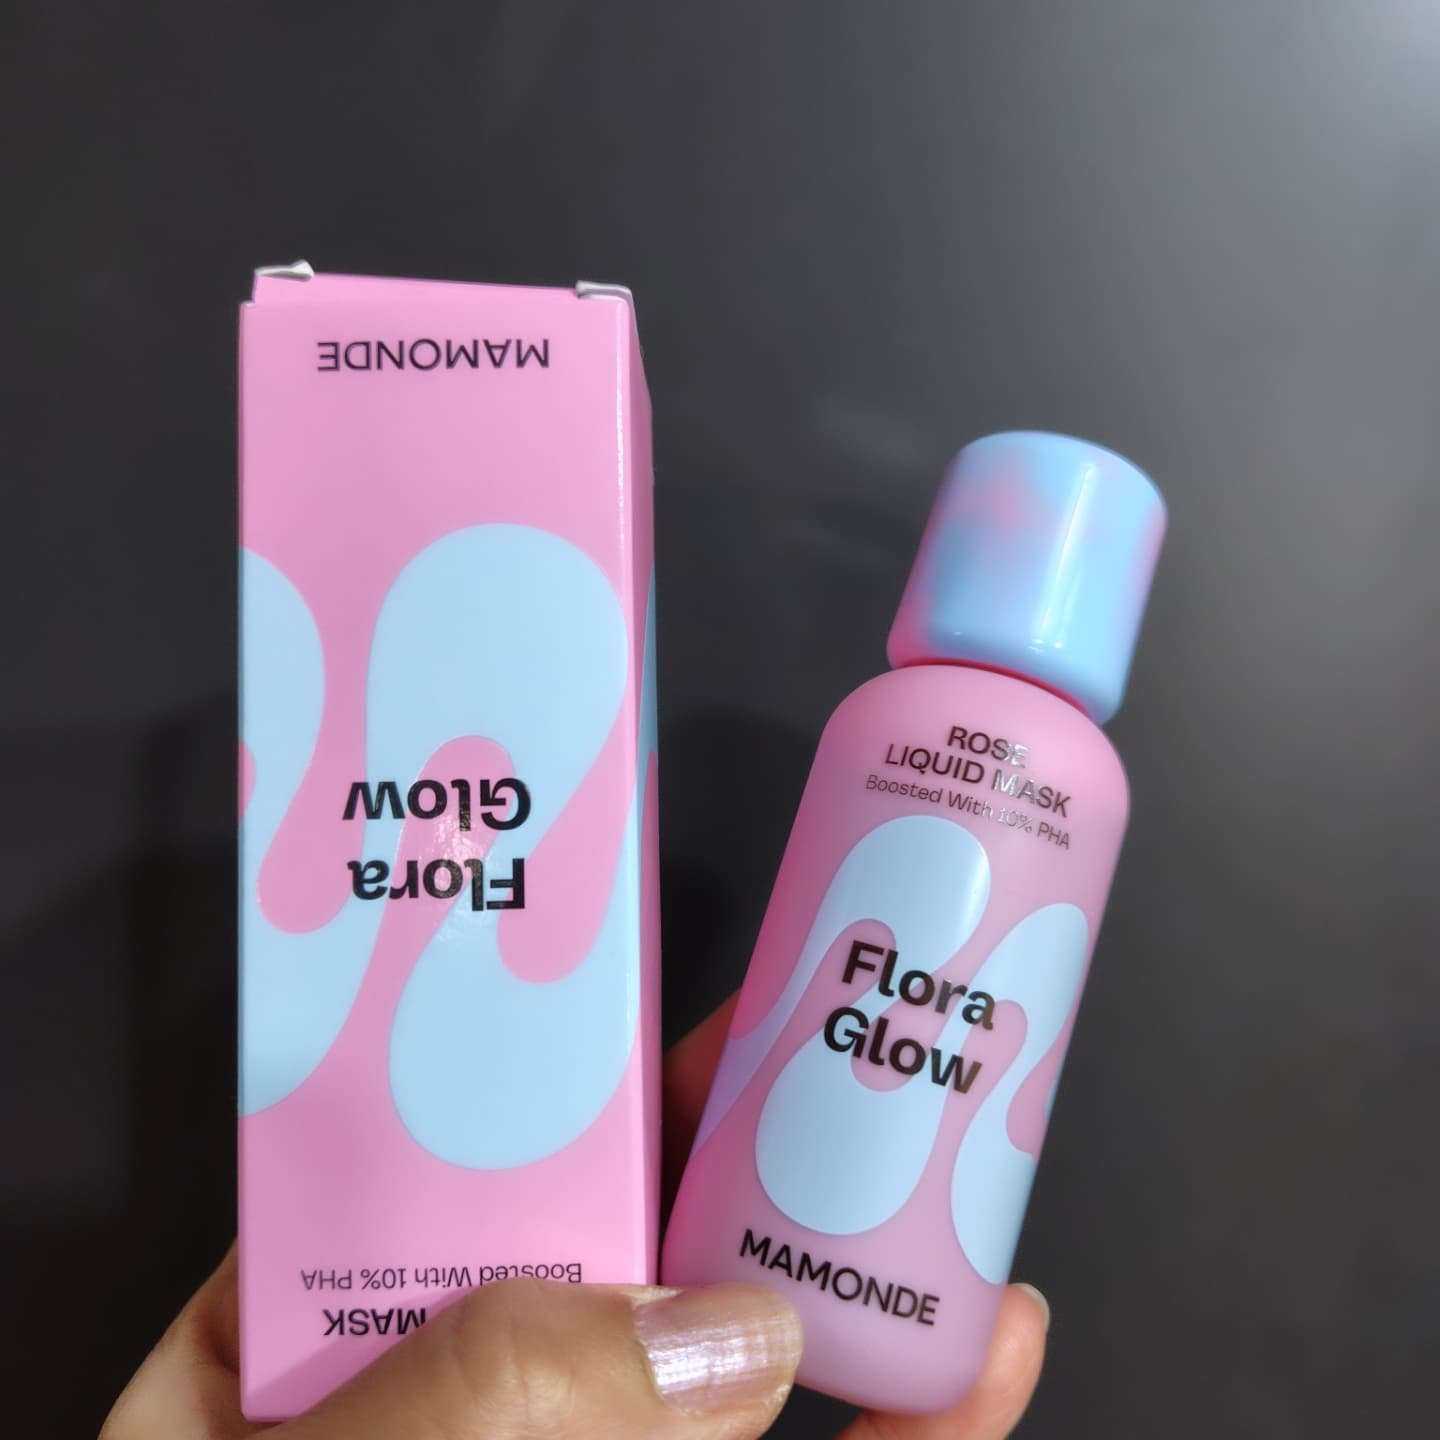 MAMONDE
Flora
Glow
Boosted With 10% PHA
MASK
ROSE
LIQUID MASK
Boosted With 10% PHA
Flora
Glow
MAMONDE